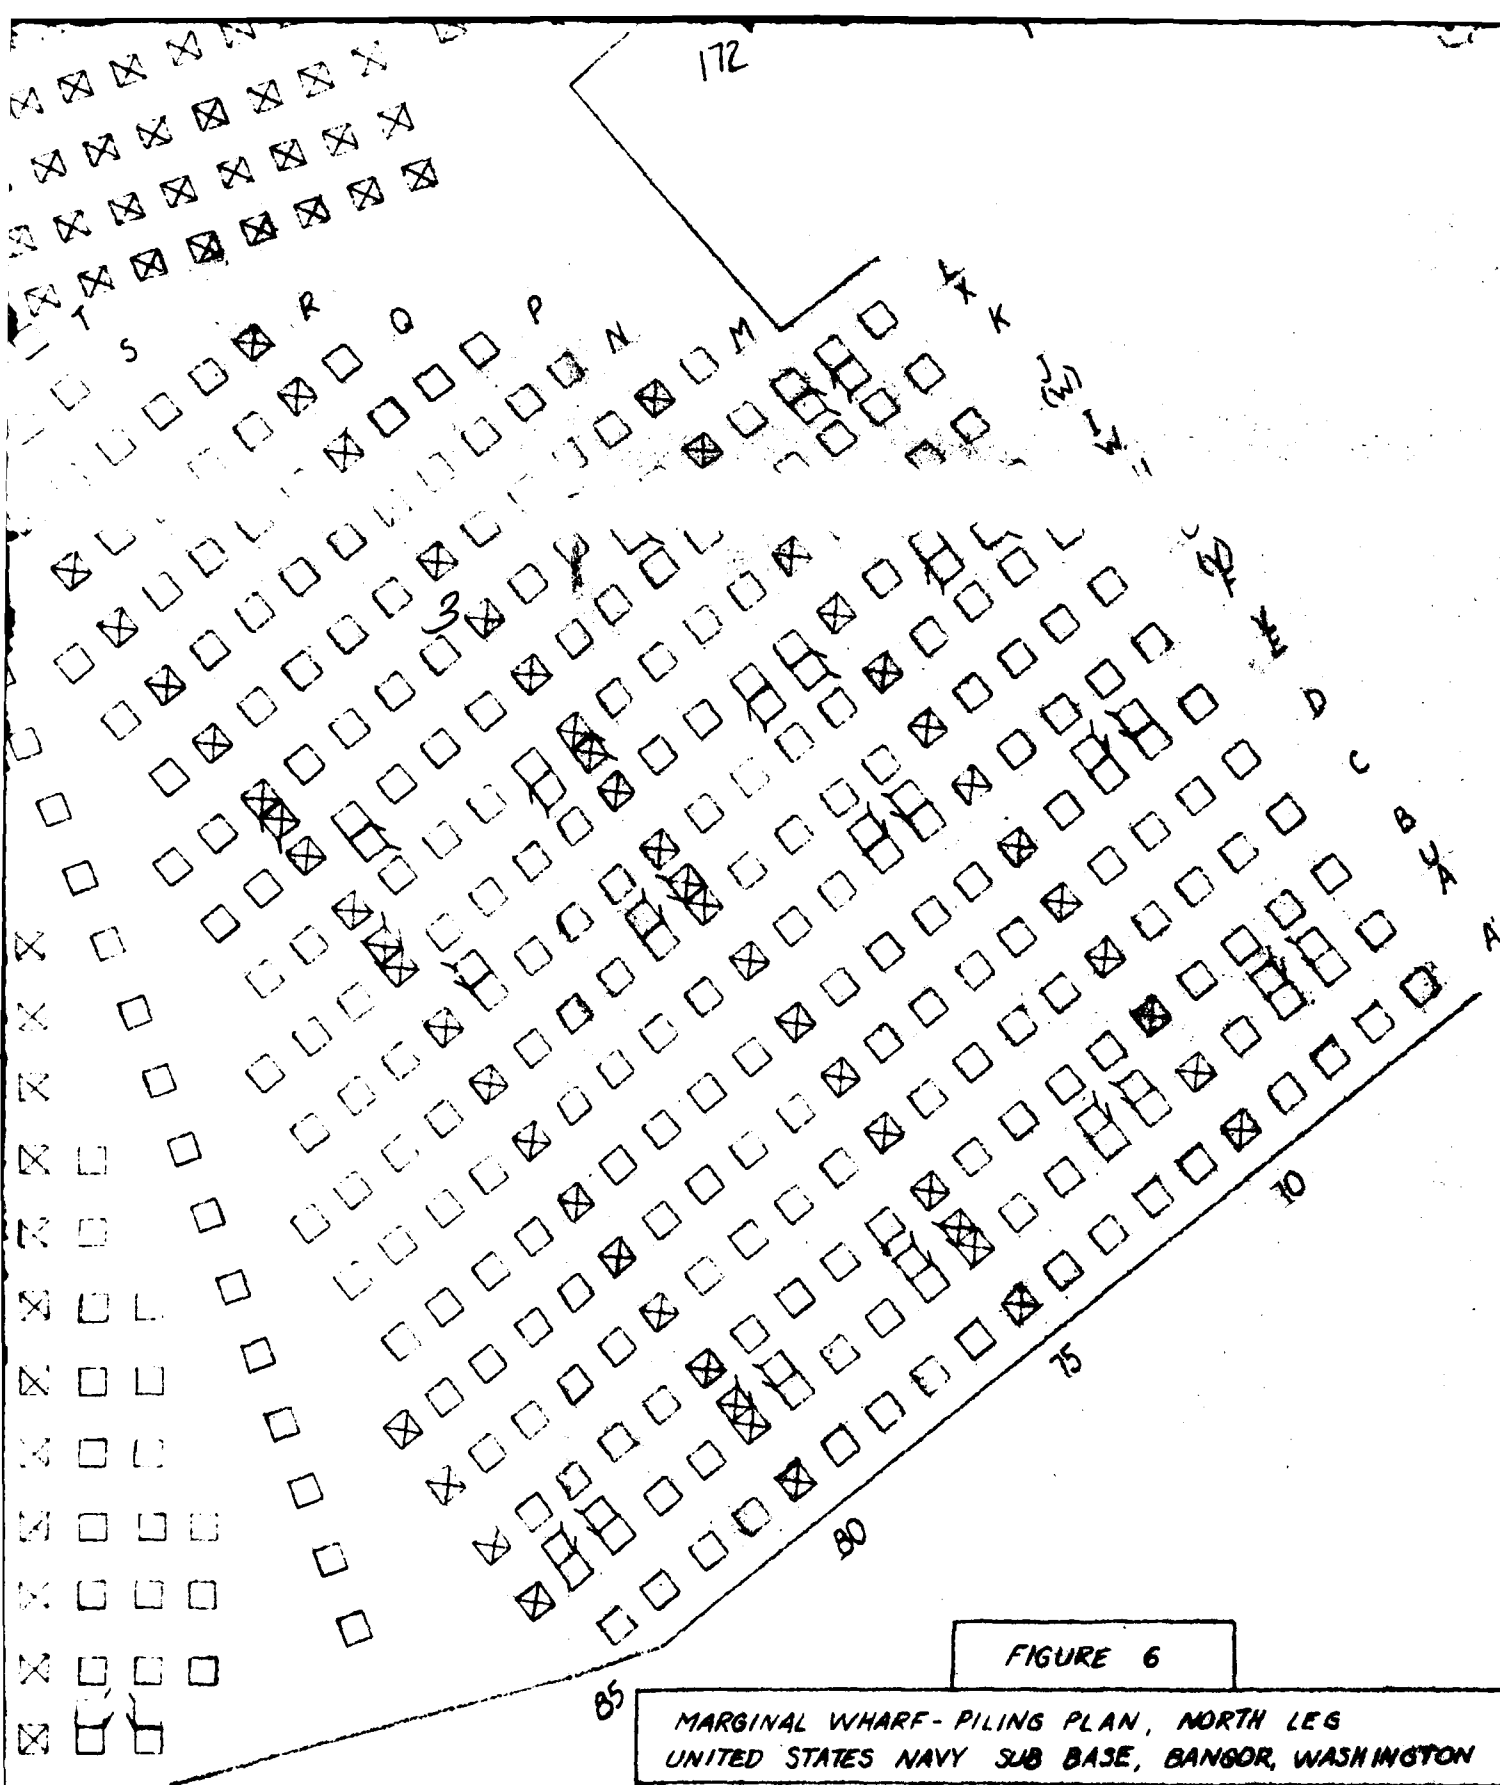 172
T
S
R
Q
P
N
M
K
3
D
C
B
A
A
70
75
80
85
FIGURE 6
MARGINAL WHARF-PILING PLAN, NORTH LEG
UNITED STATES NAVY SUB BASE, BANGOR, WASHINGTON